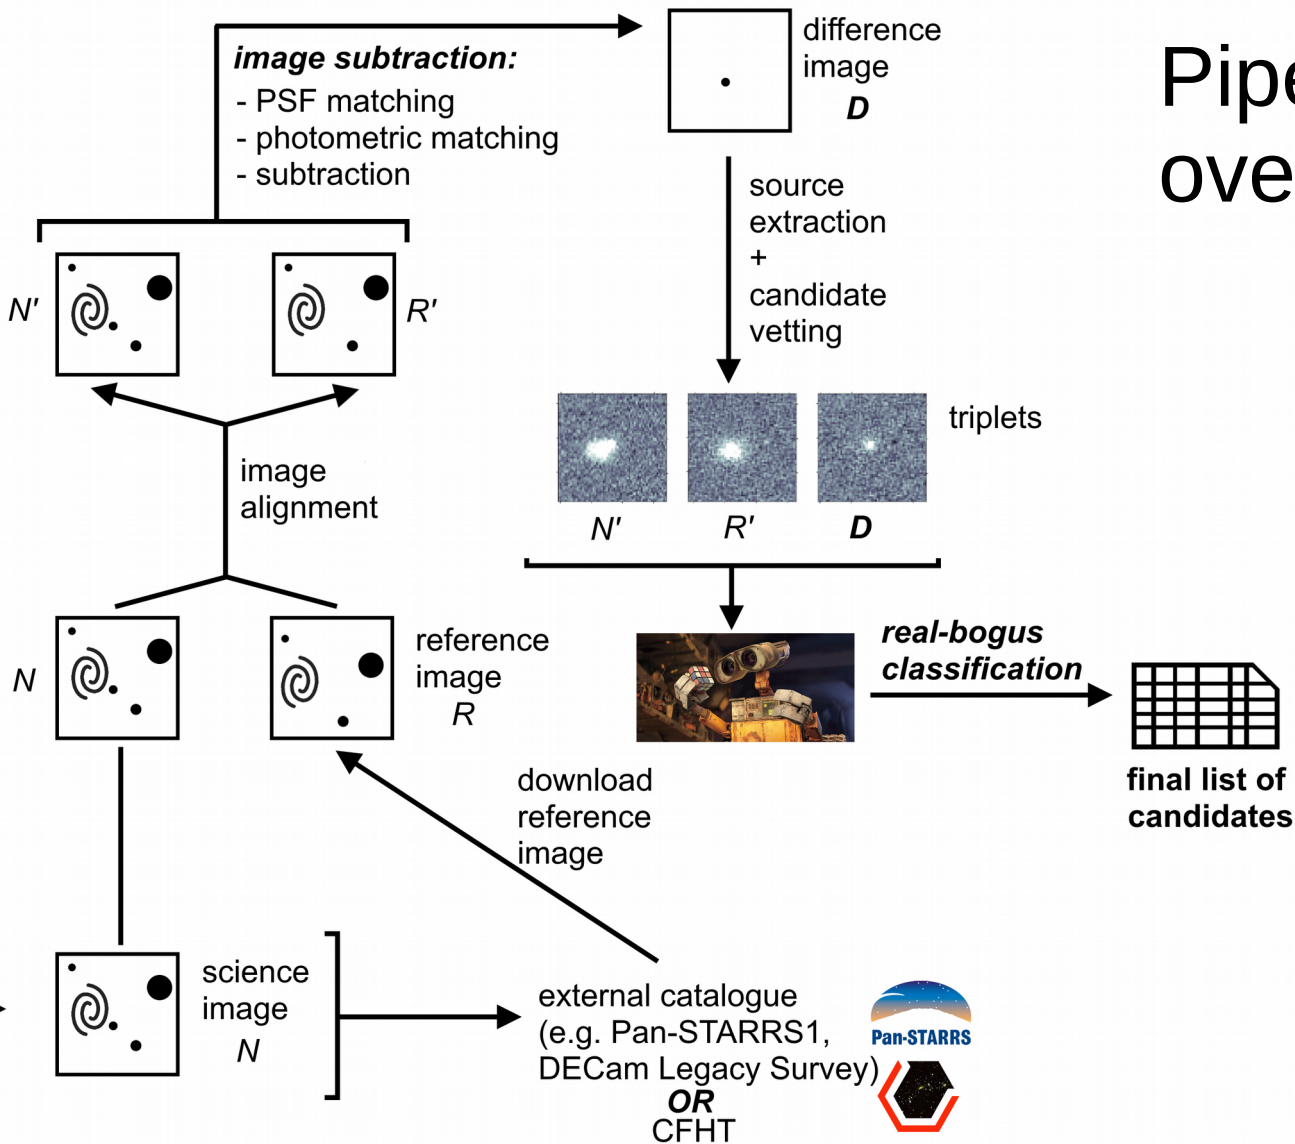 Pipe
ove
image subtraction:
- PSF matching
- photometric matching
- subtraction
difference
image
D
source
extraction
+
candidate
vetting
N'
R'
image
alignment
triplets
N'
R'
D
N
reference
image
R
real-bogus
classification
final list of
candidates
download
reference
image
science
image
N
external catalogue
(e.g. Pan-STARRS1,
DECam Legacy Survey)
OR
CFHT
Pan-STARRS